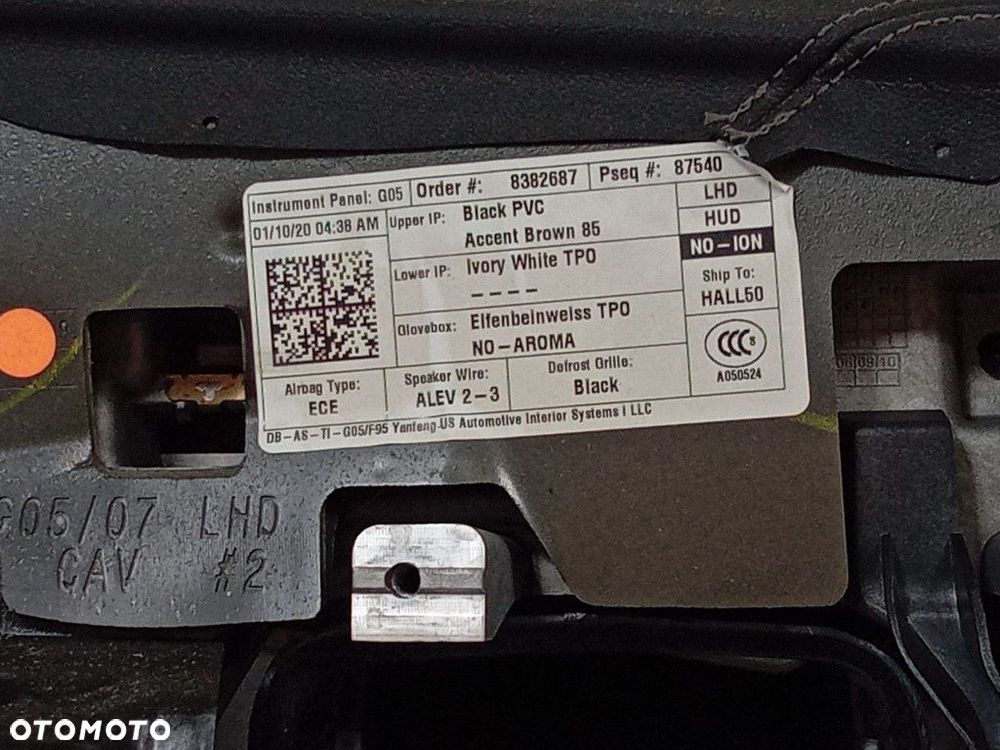 Instrument Panel: G05 Order #: 8382687 Pseq #: 87540
01/10/20 04:38 AM Upper IP: Black PVC LHD
Accent Brown 85 HUD
Lower IP: Ivory White TPO NO-ION
---- Ship To:
Glovebox: Elfenbeinweiss TPO HALL50
NO-AROMA CCC 8
A050524
Airbag Type: Speaker Wire: Defrost Grille:
ECE ALEV 2-3 Black
DB-AS-TI-G05/F95 Yanfeng US Automotive Interior Systems I LLC
G05/07 LHD
CAV #2
OTOMOTO